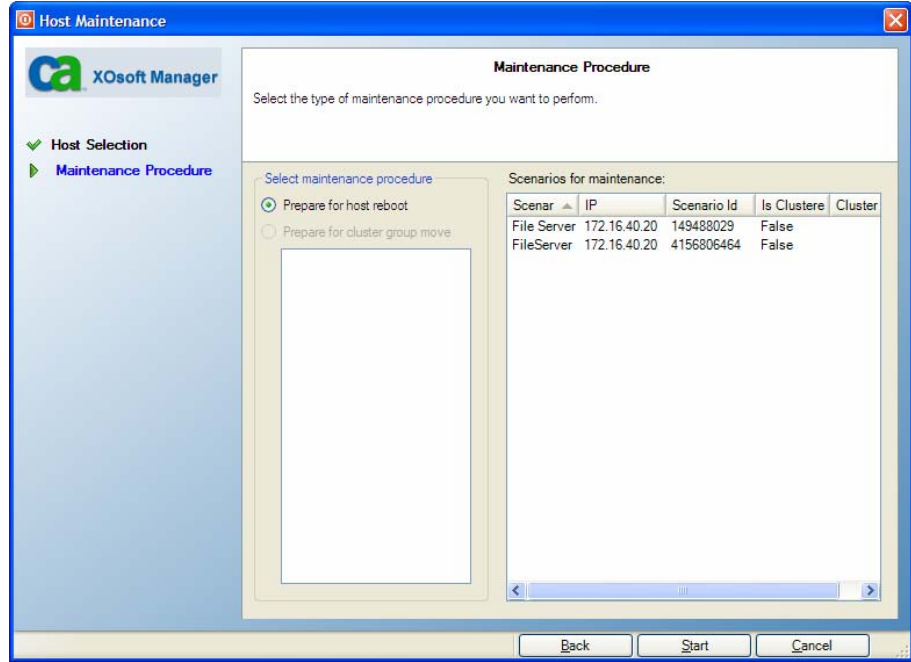 Host Maintenance
ca XOsoft Manager
Host Selection
Maintenance Procedure
Maintenance Procedure
Select the type of maintenance procedure you want to perfom.
Select maintenance procedure
Prepare for host reboot
Prepare for cluster group move
Scenarios for maintenance:
Scenar IP Scenario Id Is Clustere Cluster
File Server 172.16.40.20 149488029 False
FileServer 172.16.40.20 4156806464 False
Back Start Cancel